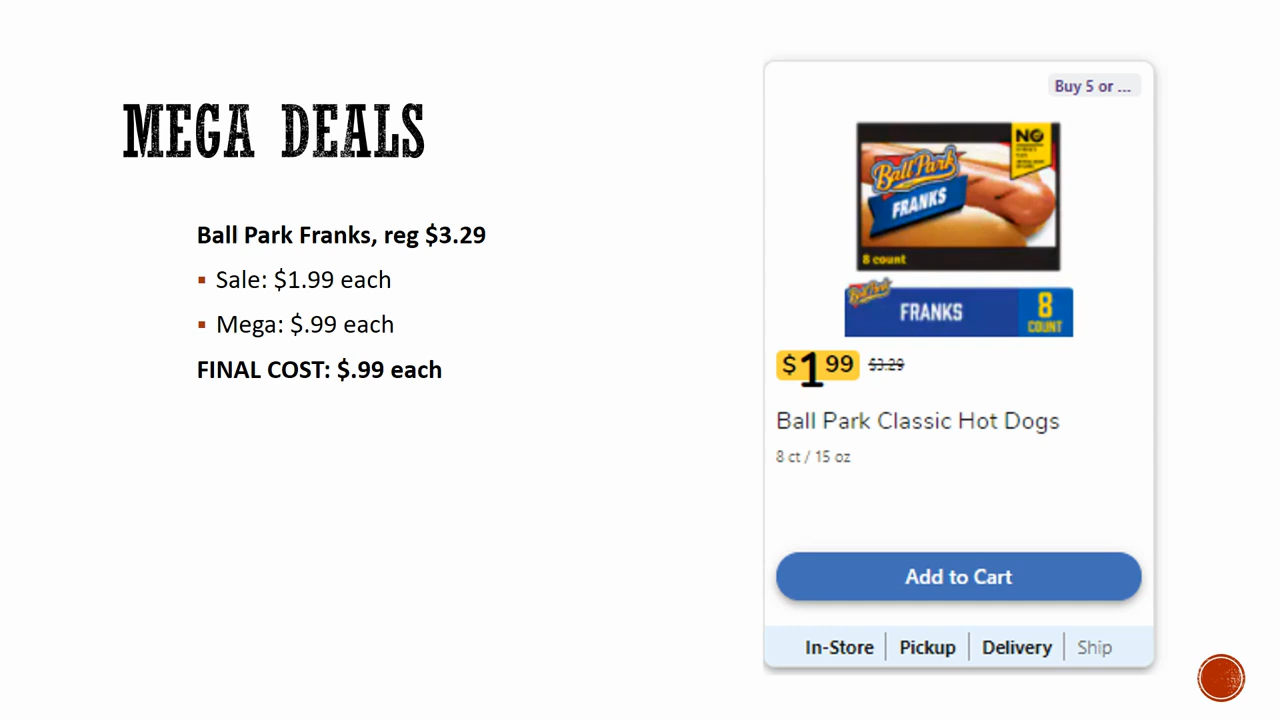 MEGA DEALS
Ball Park Franks, reg $3.29
Sale: $1.99 each
Mega: $.99 each
FINAL COST: $.99 each
Buy 5 or ...
NO
Ball Park
FRANKS
8 count
Ball Park
FRANKS
8
COUNT
$1 99 $3.29
Ball Park Classic Hot Dogs
8 ct / 15 oz
Add to Cart
In-Store Pickup Delivery Ship